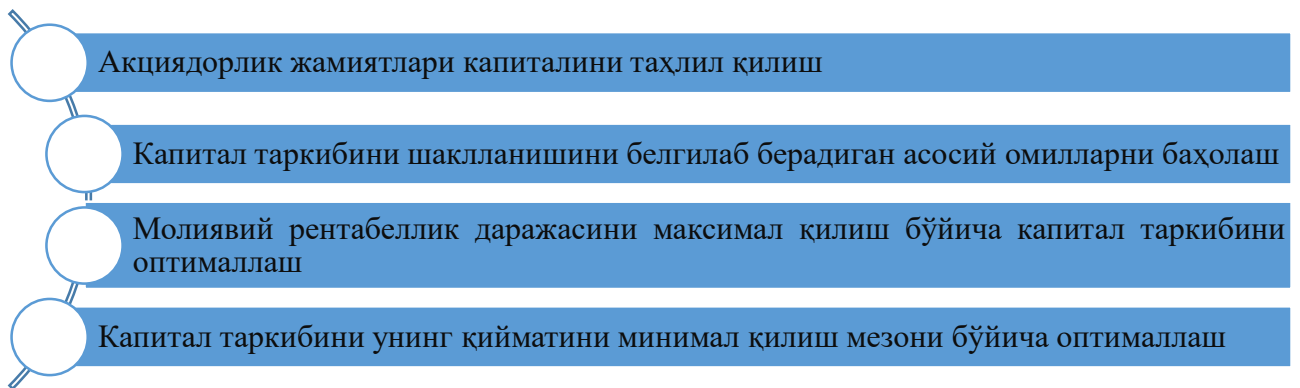 Акциядорлик жамиятлари капиталини таҳлил қилиш
Капитал таркибини шаклланишини белгилаб берадиган асосий омилларни баҳолаш
Молиявий рентабеллик даражасини максимал қилиш бўйича капитал таркибини
оптималлаш
Капитал таркибини унинг қийматини минимал қилиш мезони бўйича оптималлаш